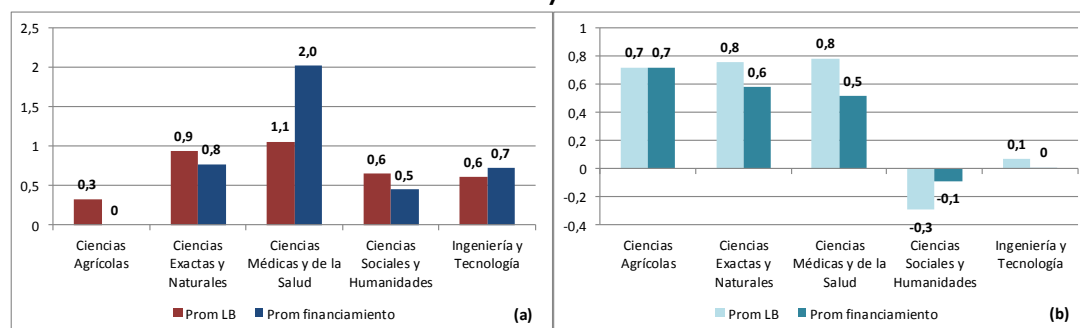 2,5
2
1,5
1
0,5
0
0,3
0
0,9
0,8
1,1
2,0
0,6
0,5
0,6
0,7
Ciencias
Agrícolas
Ciencias
Exactas y
Naturales
Ciencias
Médicas y de la
Salud
Ciencias
Sociales y
Humanidades
Ingeniería y
Tecnología
Prom LB
Prom financiamiento
(a)
1
0,8
0,6
0,4
0,2
0
-0,2
-0,4
0,7
0,7
0,8
0,6
0,8
0,5
-0,3
-0,1
0,1
0
Ciencias
Agrícolas
Ciencias
Exactas y
Naturales
Ciencias
Médicas y de la
Salud
Ciencias
Sociales y
Humanidades
Ingeniería y
Tecnología
Prom LB
Prom financiamiento
(b)